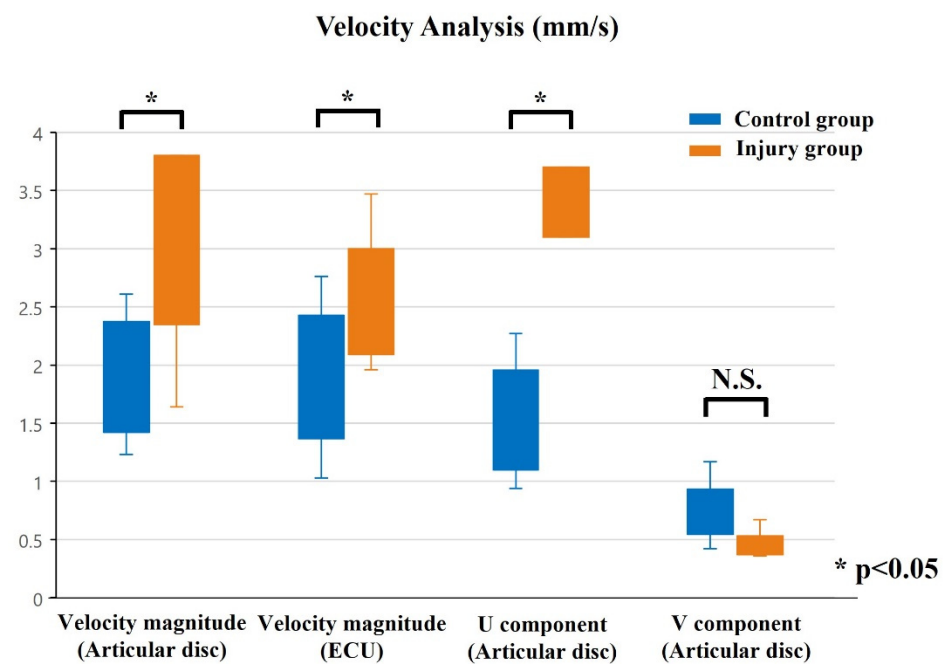 Velocity Analysis (mm/s)
* * *
Control group
Injury group
4
3.5
3
2.5
2
1.5
1
0.5
0
N.S.
* p<0.05
Velocity magnitude
(Articular disc)
Velocity magnitude
(ECU)
U component
(Articular disc)
V component
(Articular disc)